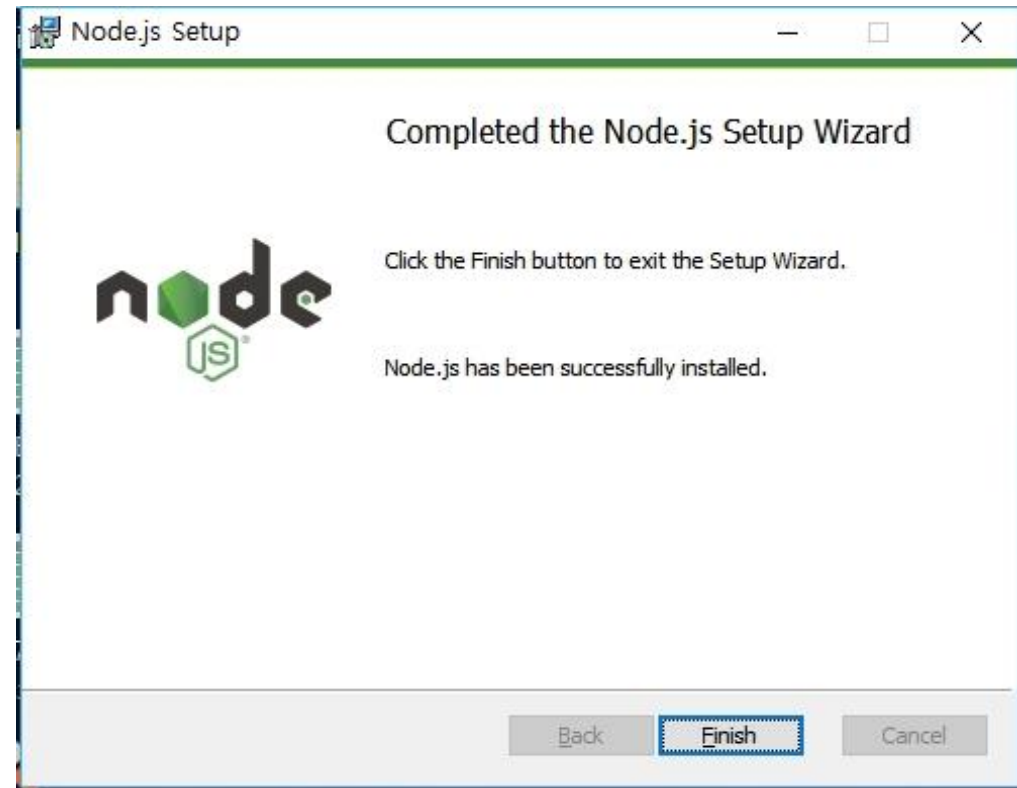 Node.js Setup
Completed the Node.js Setup Wizard
Click the Finish button to exit the Setup Wizard.
node
JS
®
Node.js has been successfully installed.
Back Finish Cancel